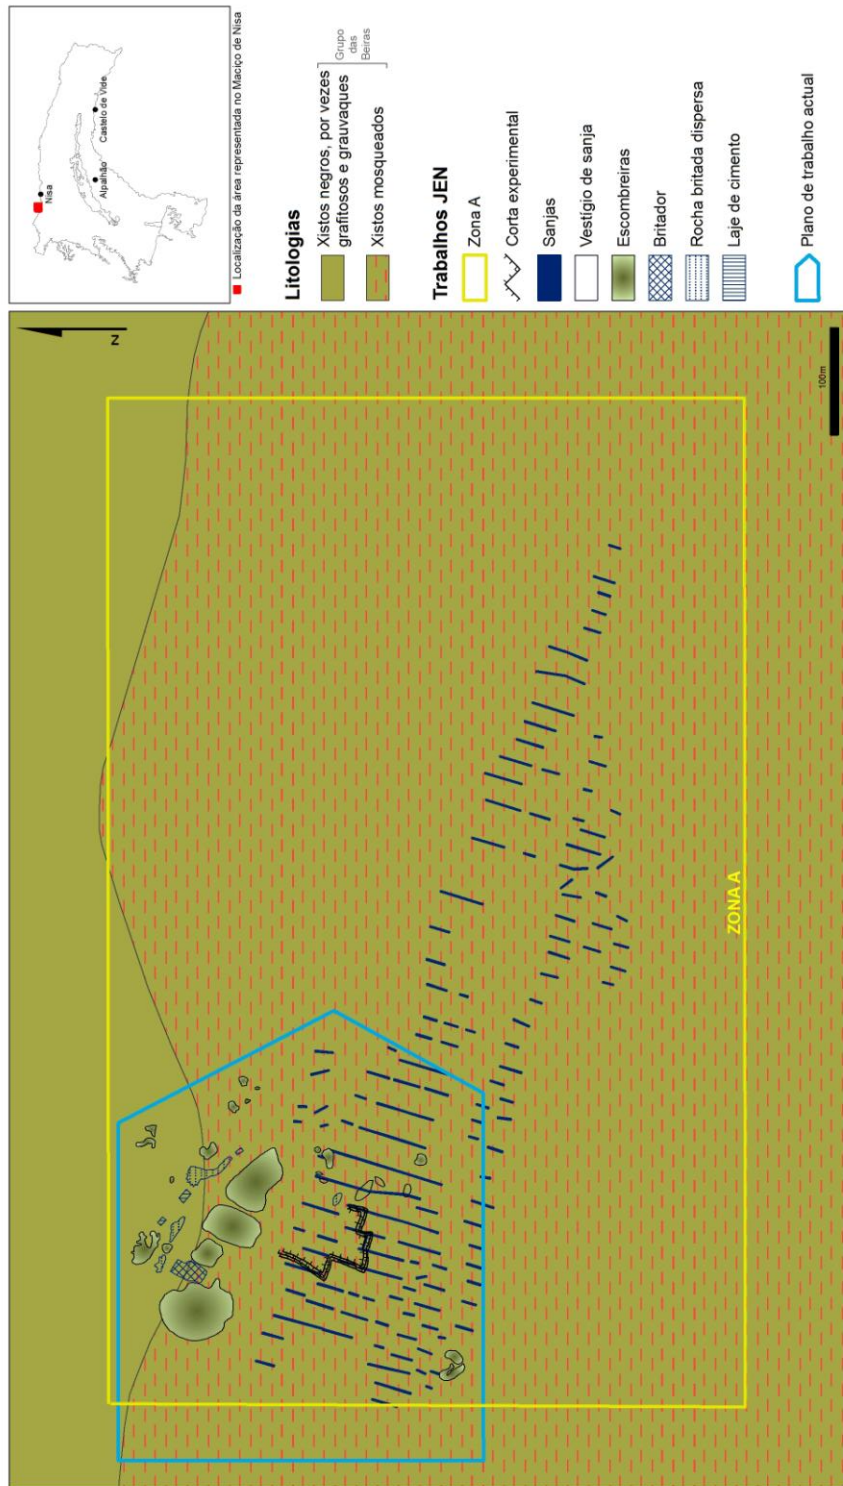 Nisa
Alpalhão
Castelo de Vide
Localização da área representada no Maciço de Nisa
Litologias
Xistos negros, por vezes
grafitosos e grauvaques
Xistos mosqueados
Grupo
das
Beiras
Trabalhos JEN
Zona A
Corta experimental
Sanjas
Vestígio de sanja
Escombreiras
Britador
Rocha britada dispersa
Laje de cimento
Plano de trabalho actual
N
100m
ZONA A